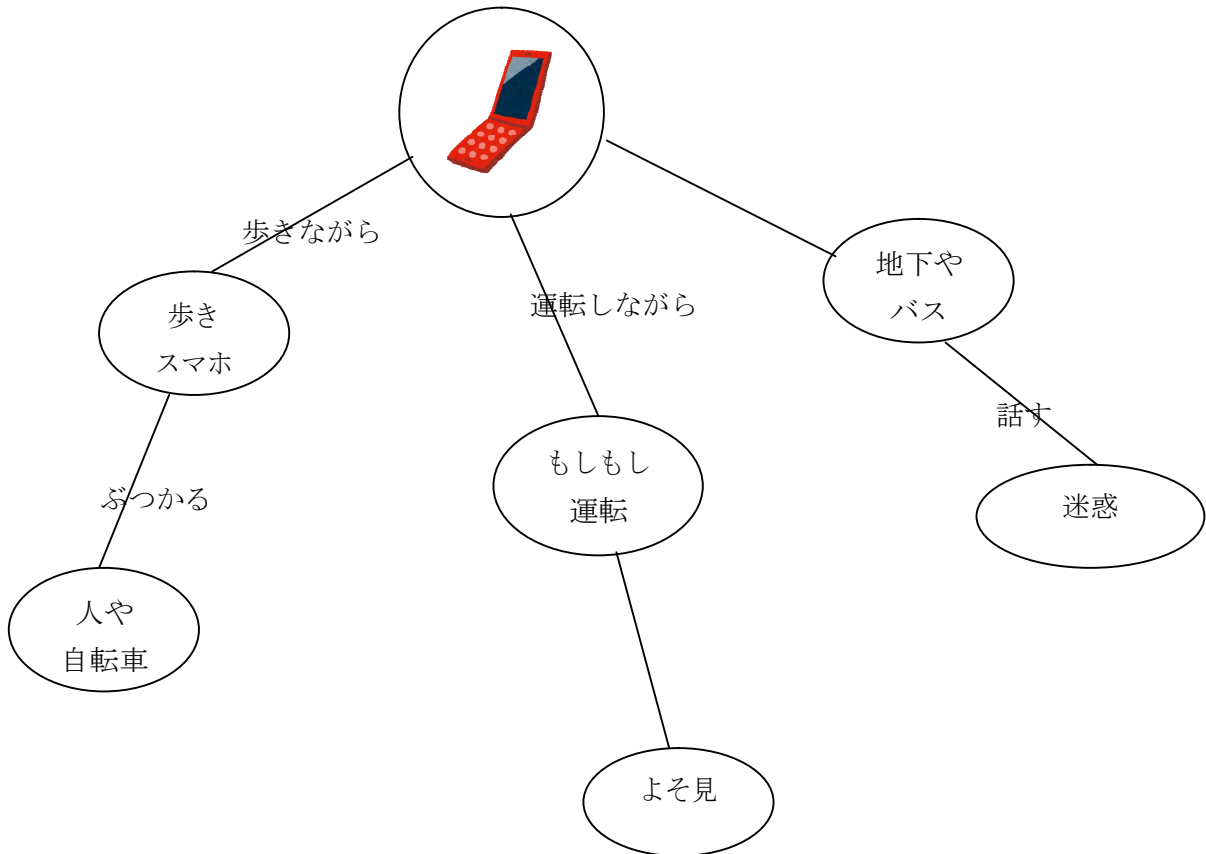 歩きながら
歩き
スマホ
ぶつかる
人や
自転車
運転しながら
もしもし
運転
よそ見
地下や
バス
話す
迷惑